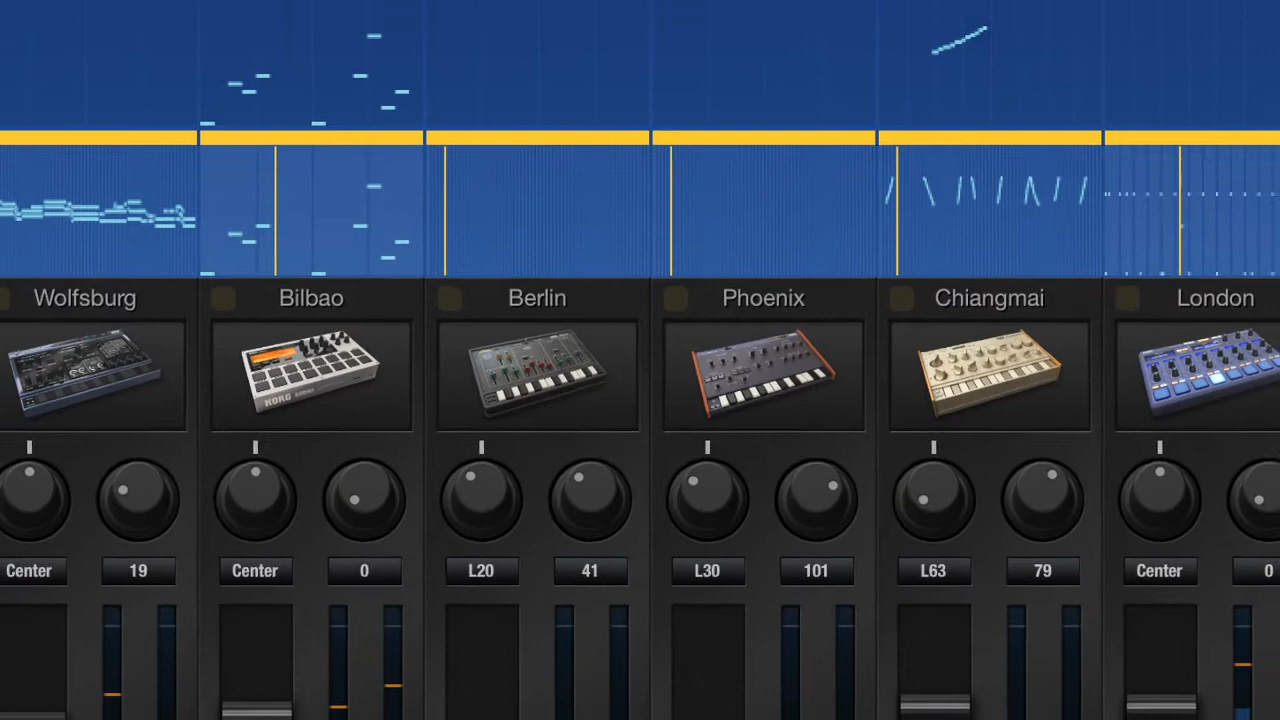 Wolfsburg Bilbao Berlin Phoenix Chiangmai London
KORG
Center 19 Center 0 L20 41 L30 101 L63 79 Center 0